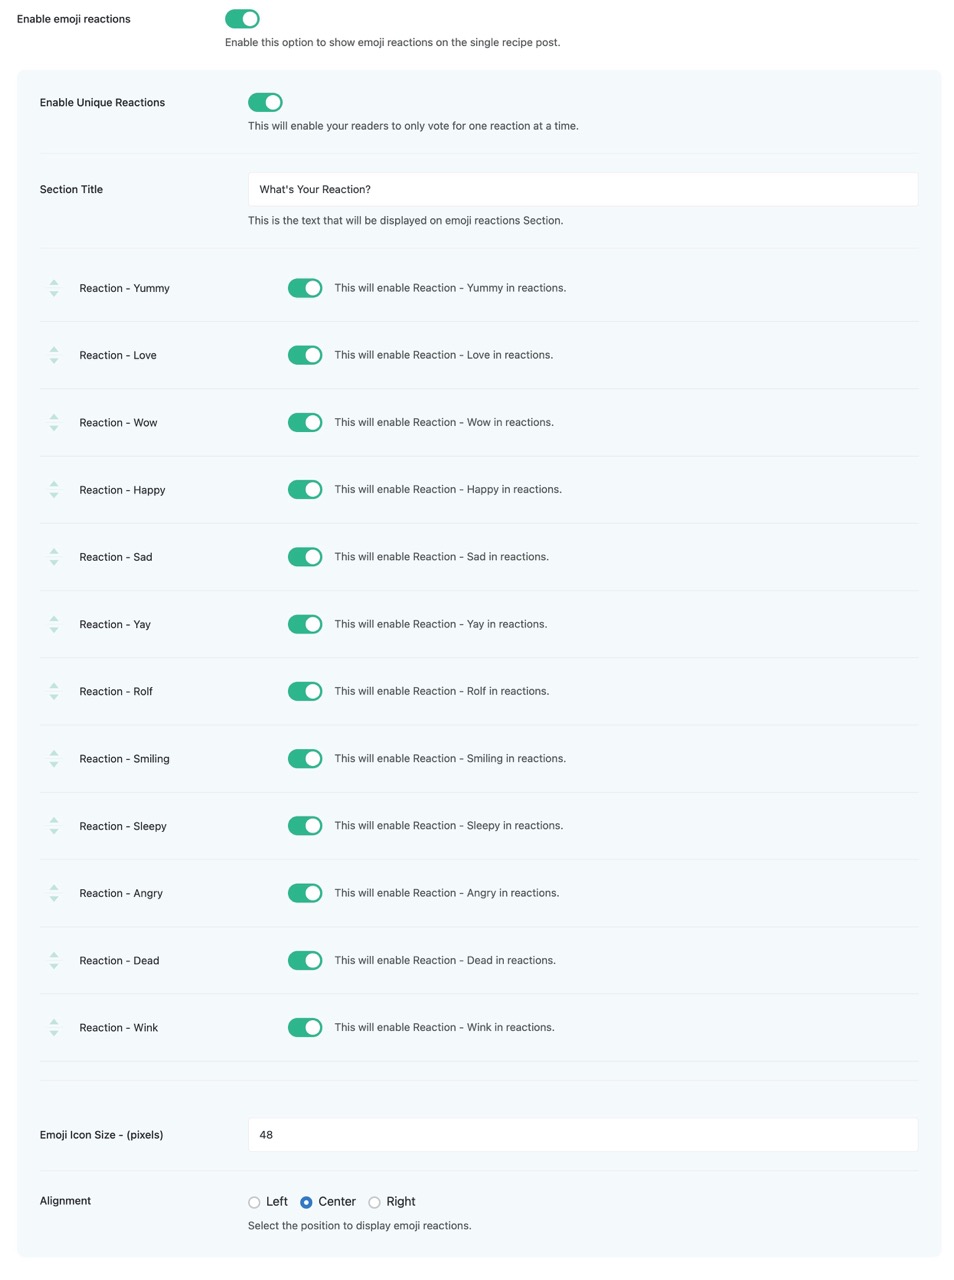 Enable emoji reactions
Enable this option to show emoji reactions on the single recipe post.
Enable Unique Reactions
This will enable your readers to only vote for one reaction at a time.
Section Title
What's Your Reaction?
This is the text that will be displayed on emoji reactions Section.
Reaction - Yummy This will enable Reaction - Yummy in reactions.
Reaction - Love This will enable Reaction - Love in reactions.
Reaction - Wow This will enable Reaction - Wow in reactions.
Reaction - Happy This will enable Reaction - Happy in reactions.
Reaction - Sad This will enable Reaction - Sad in reactions.
Reaction - Yay This will enable Reaction - Yay in reactions.
Reaction - Rolf This will enable Reaction - Rolf in reactions.
Reaction - Smiling This will enable Reaction - Smiling in reactions.
Reaction - Sleepy This will enable Reaction - Sleepy in reactions.
Reaction - Angry This will enable Reaction - Angry in reactions.
Reaction - Dead This will enable Reaction - Dead in reactions.
Reaction - Wink This will enable Reaction - Wink in reactions.
Emoji Icon Size - (pixels) 48
Alignment Left Center Right
Select the position to display emoji reactions.